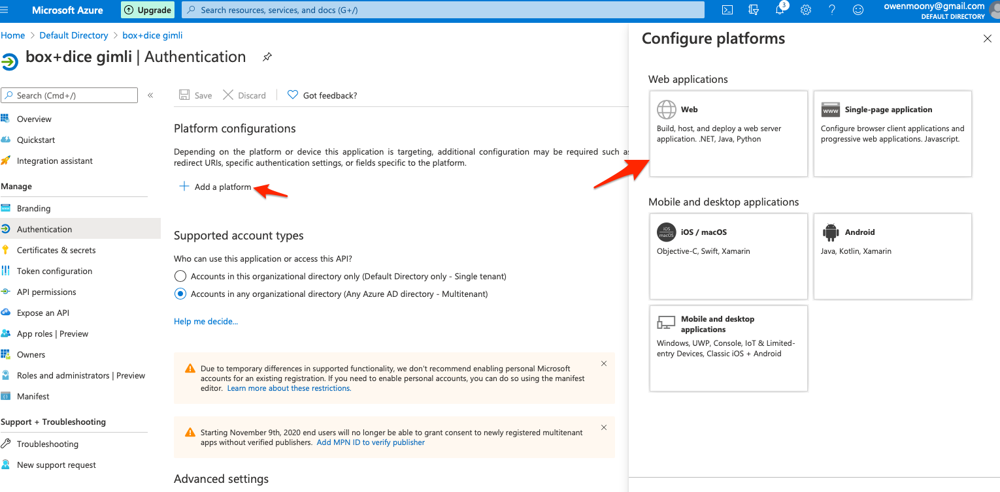 Microsoft Azure
Upgrade
Search resources, services, and docs (G+/)
3
owenmoony@gmail.com
DEFAULT DIRECTORY
Home > Default Directory > box+dice gimli
box+dice gimli | Authentication
Search (Cmd+/)
«
Overview
Quickstart
Integration assistant
Manage
Branding
Authentication
Certificates & secrets
Token configuration
API permissions
Expose an API
App roles | Preview
Owners
Roles and administrators | Preview
Manifest
Support + Troubleshooting
Troubleshooting
New support request
Save
Discard
Got feedback?
Platform configurations
Depending on the platform or device this application is targeting, additional configuration may be required such as
redirect URIs, specific authentication settings, or fields specific to the platform.
Add a platform
Supported account types
Who can use this application or access this API?
Accounts in this organizational directory only (Default Directory only - Single tenant)
Accounts in any organizational directory (Any Azure AD directory - Multitenant)
Help me decide...
Due to temporary differences in supported functionality, we don't recommend enabling personal Microsoft
accounts for an existing registration. If you need to enable personal accounts, you can do so using the manifest
editor. Learn more about these restrictions.
Starting November 9th, 2020 end users will no longer be able to grant consent to newly registered multitenant
apps without verified publishers. Add MPN ID to verify publisher
Advanced settings
Configure platforms
Web applications
Web
Build, host, and deploy a web server
application. .NET, Java, Python
www
Single-page application
Configure browser client applications and
progressive web applications. Javascript.
Mobile and desktop applications
iOS
macOS
iOS / macOS
Objective-C, Swift, Xamarin
Android
Java, Kotlin, Xamarin
Mobile and desktop
applications
Windows, UWP, Console, IoT & Limited-
entry Devices, Classic iOS + Android